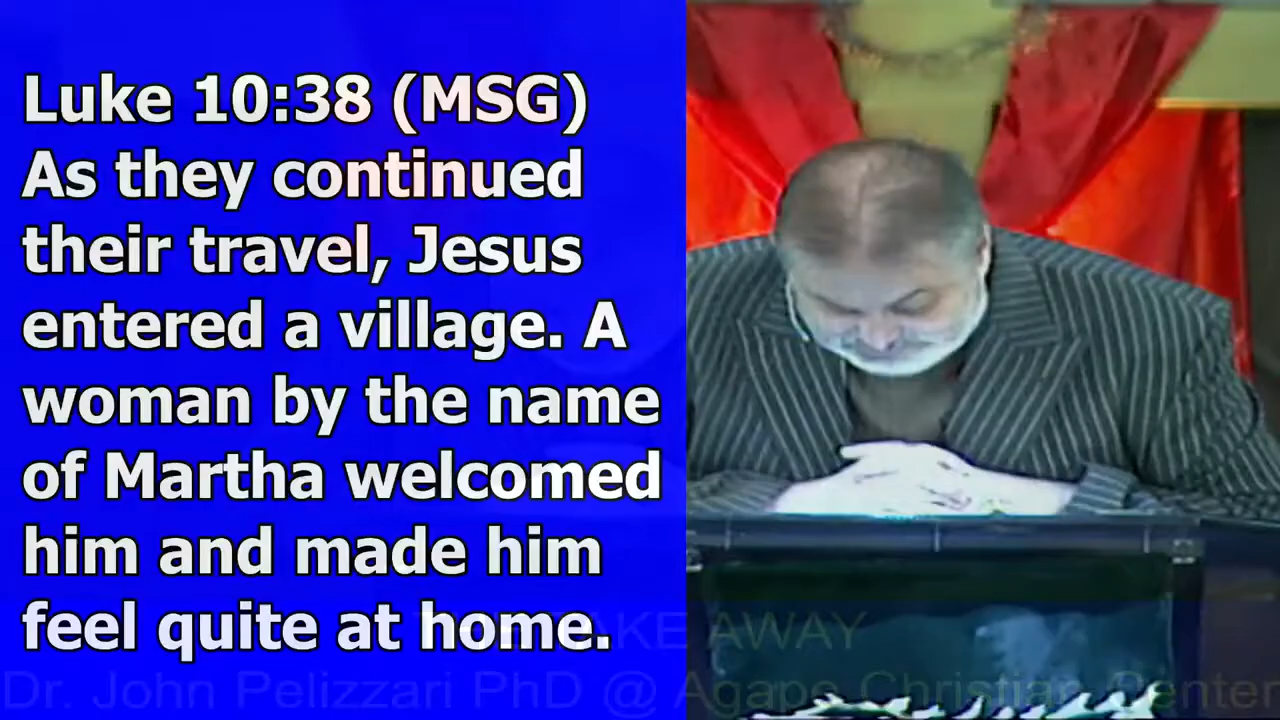 Luke 10:38 (MSG)
As they continued
their travel, Jesus
entered a village. A
woman by the name
of Martha welcomed
him and made him
feel quite at home.
AWAY
Dr. John Pelizzari PhD @ Agape Christian Center